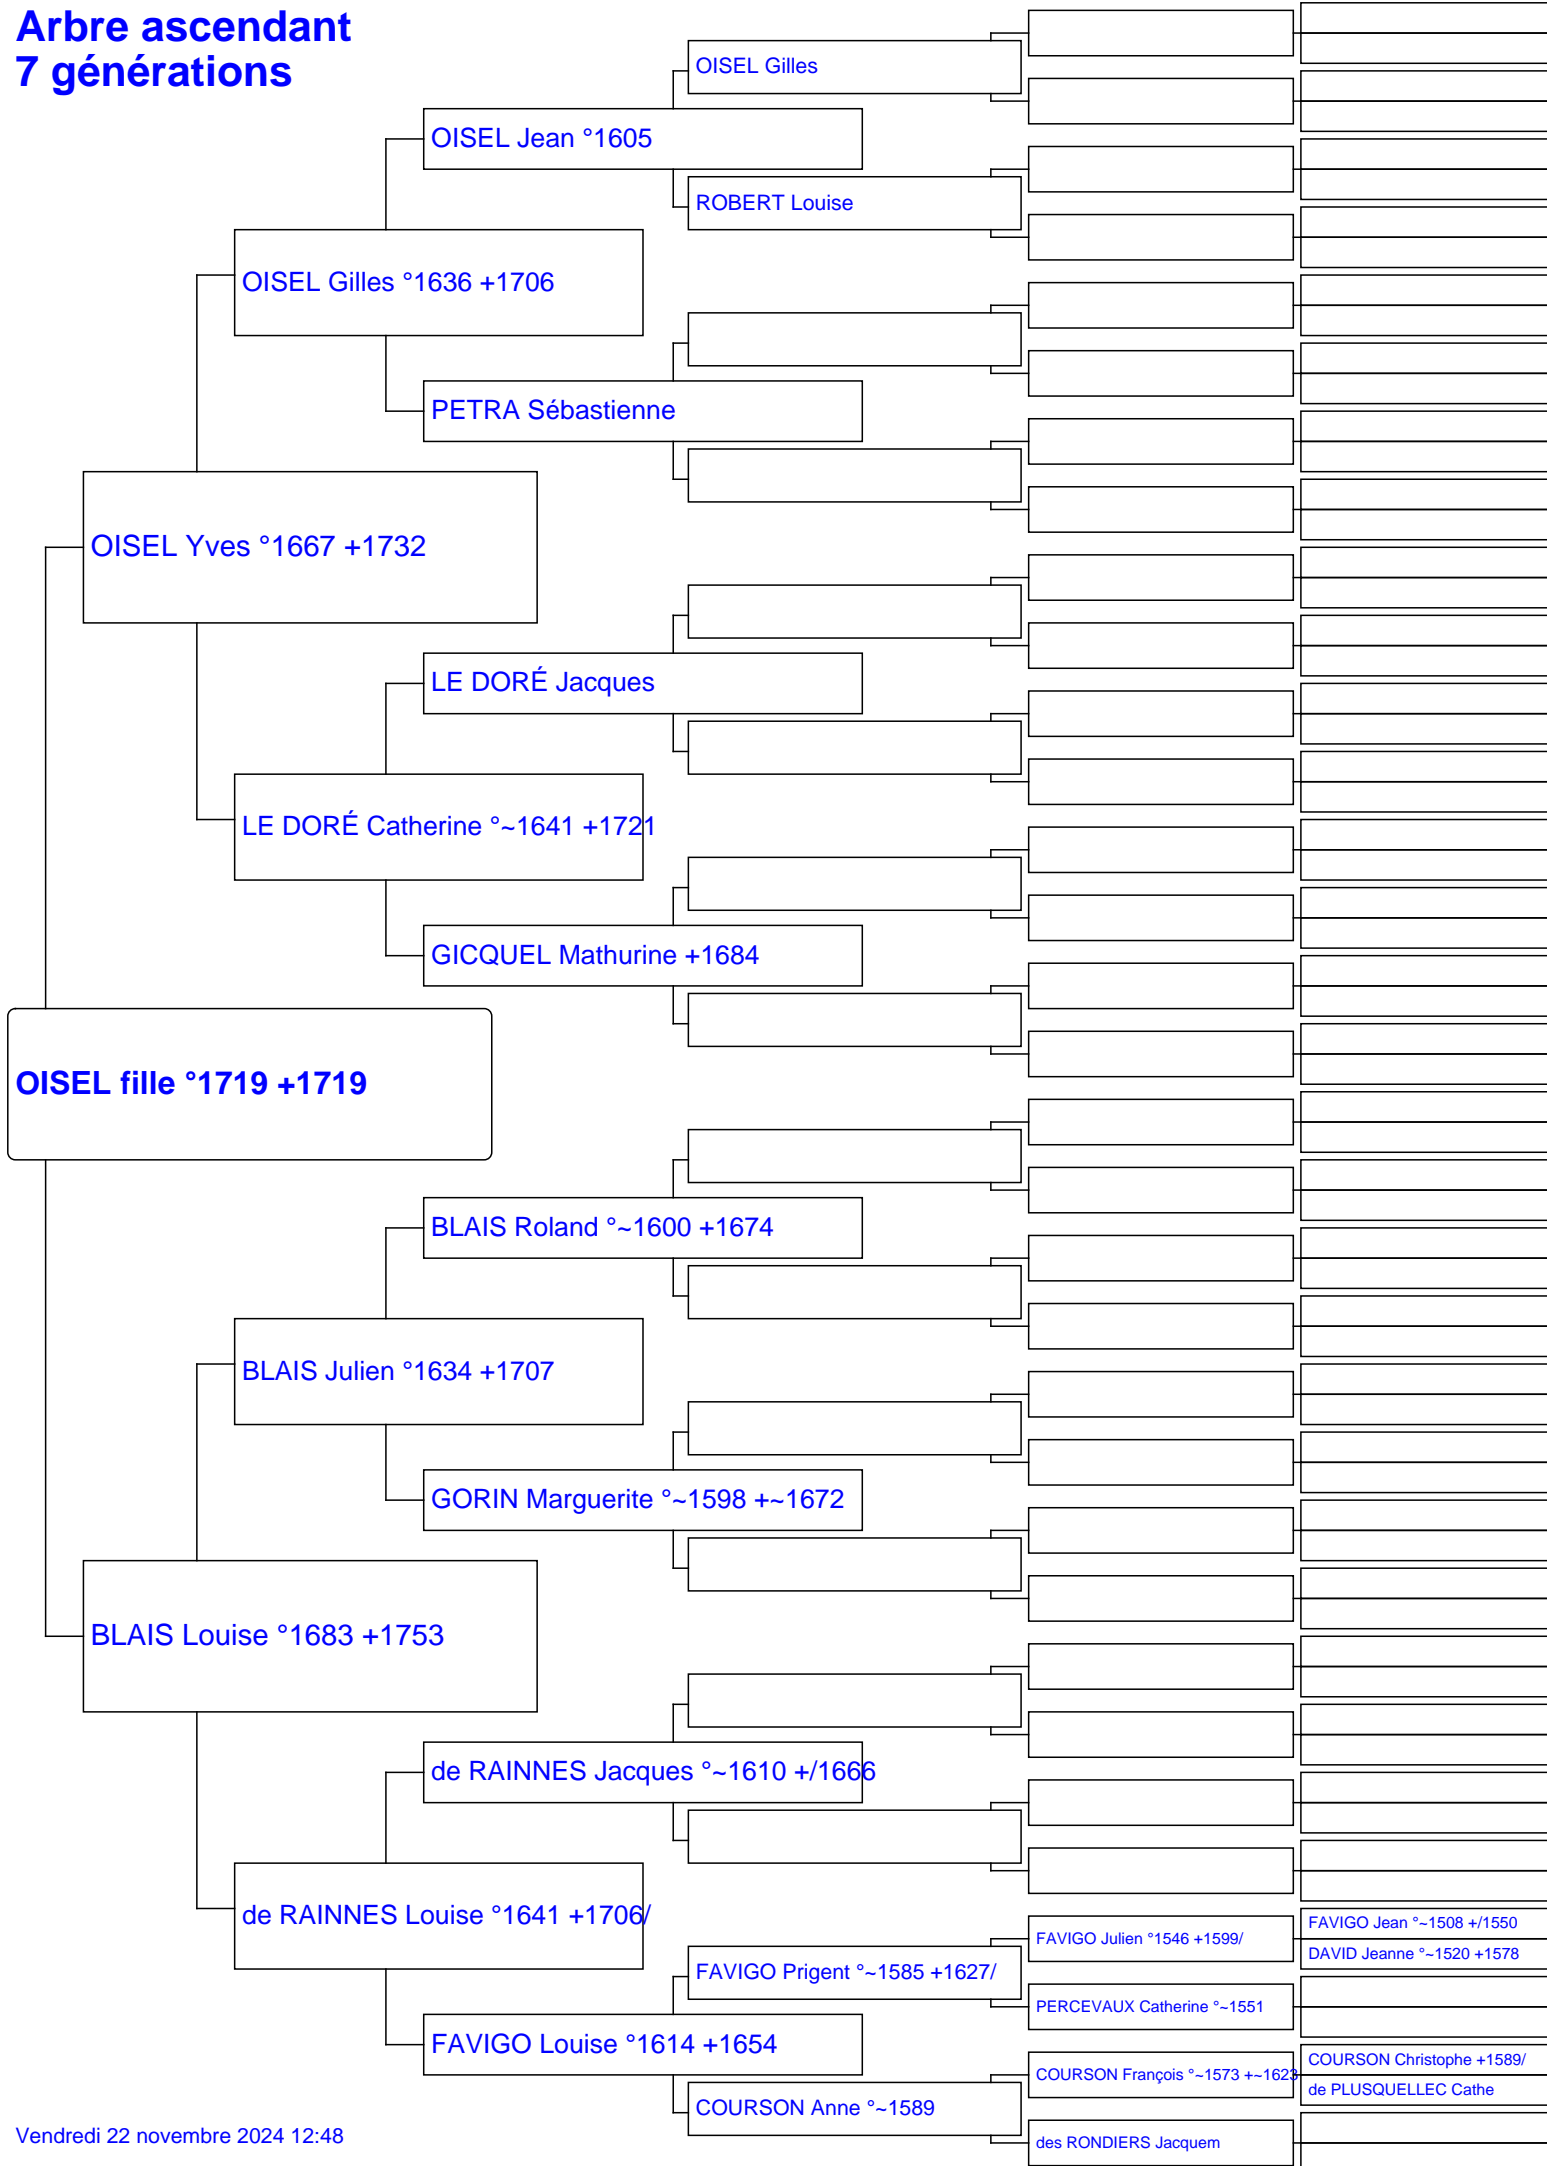 Arbre ascendant
7 générations
OISEL Gilles
OISEL Jean °1605
ROBERT Louise
OISEL Gilles °1636 +1706
PETRA Sébastienne
OISEL Yves °1667 +1732
LE DORÉ Jacques
LE DORÉ Catherine °~1641 +1721
GICQUEL Mathurine +1684
OISEL fille °1719 +1719
BLAIS Roland °~1600 +1674
BLAIS Julien °1634 +1707
GORIN Marguerite °~1598 +~1672
BLAIS Louise °1683 +1753
de RAINNES Jacques °~1610 +/1666
de RAINNES Louise °1641 +1706/
FAVIGO Jean °~1508 +/1550
FAVIGO Julien °1546 +1599/
DAVID Jeanne °~1520 +1578
FAVIGO Prigent °~1585 +1627/
PERCEVAUX Catherine °~1551
FAVIGO Louise °1614 +1654
COURSON Christophe +1589/
COURSON François °~1573 +~1623
de PLUSQUELLEC Cathe
COURSON Anne °~1589
des RONDIERS Jacquem
Vendredi 22 novembre 2024 12:48